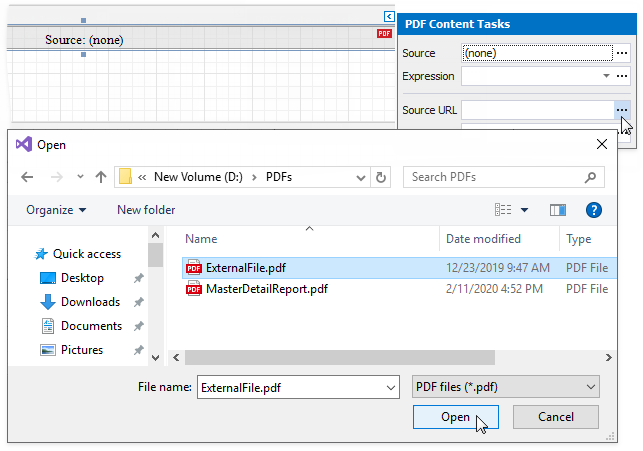 Source: (none)
PDF
PDF Content Tasks
Source (none) ...
Expression ...
Source URL ...
Open
« New Volume (D:) > PDFs
Search PDFs
Organize New folder
?
Name Date modified Type
Quick access
Desktop
Downloads
Documents
Pictures
PDF ExternalFile.pdf 12/23/2019 9:47 AM PDF File
PDF MasterDetailReport.pdf 2/11/2020 4:52 PM PDF File
File name: ExternalFile.pdf PDF files (*.pdf)
Open Cancel